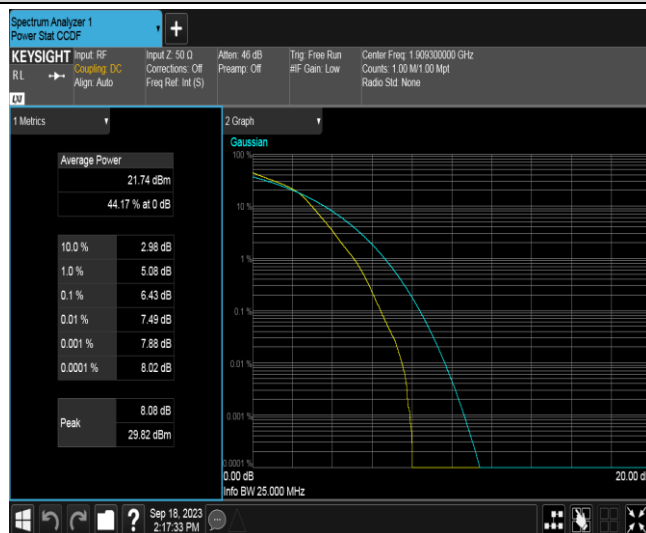 Spectrum Analyzer 1
Power Stat CCDF
KEYSIGHT
RL
LXI
Input: RF
Coupling: DC
Align: Auto
Input Z: 50 Ω
Corrections: Off
Freq Ref: Int (S)
Atten: 46 dB
Preamp: Off
Trig: Free Run
#IF Gain: Low
Center Freq: 1.909300000 GHz
Counts: 1.00 M/1.00 Mpt
Radio Std: None
1 Metrics
Average Power
21.74 dBm
44.17 % at 0 dB
10.0 % 2.98 dB
1.0 % 5.08 dB
0.1 % 6.43 dB
0.01 % 7.49 dB
0.001 % 7.88 dB
0.0001 % 8.02 dB
Peak
8.08 dB
29.82 dBm
2 Graph
Gaussian
100 %
10 %
1 %
0.1 %
0.01 %
0.001 %
0.0001 %
0.00 dB 20.00 d
Info BW 25.000 MHz
? Sep 18, 2023
2:17:33 PM